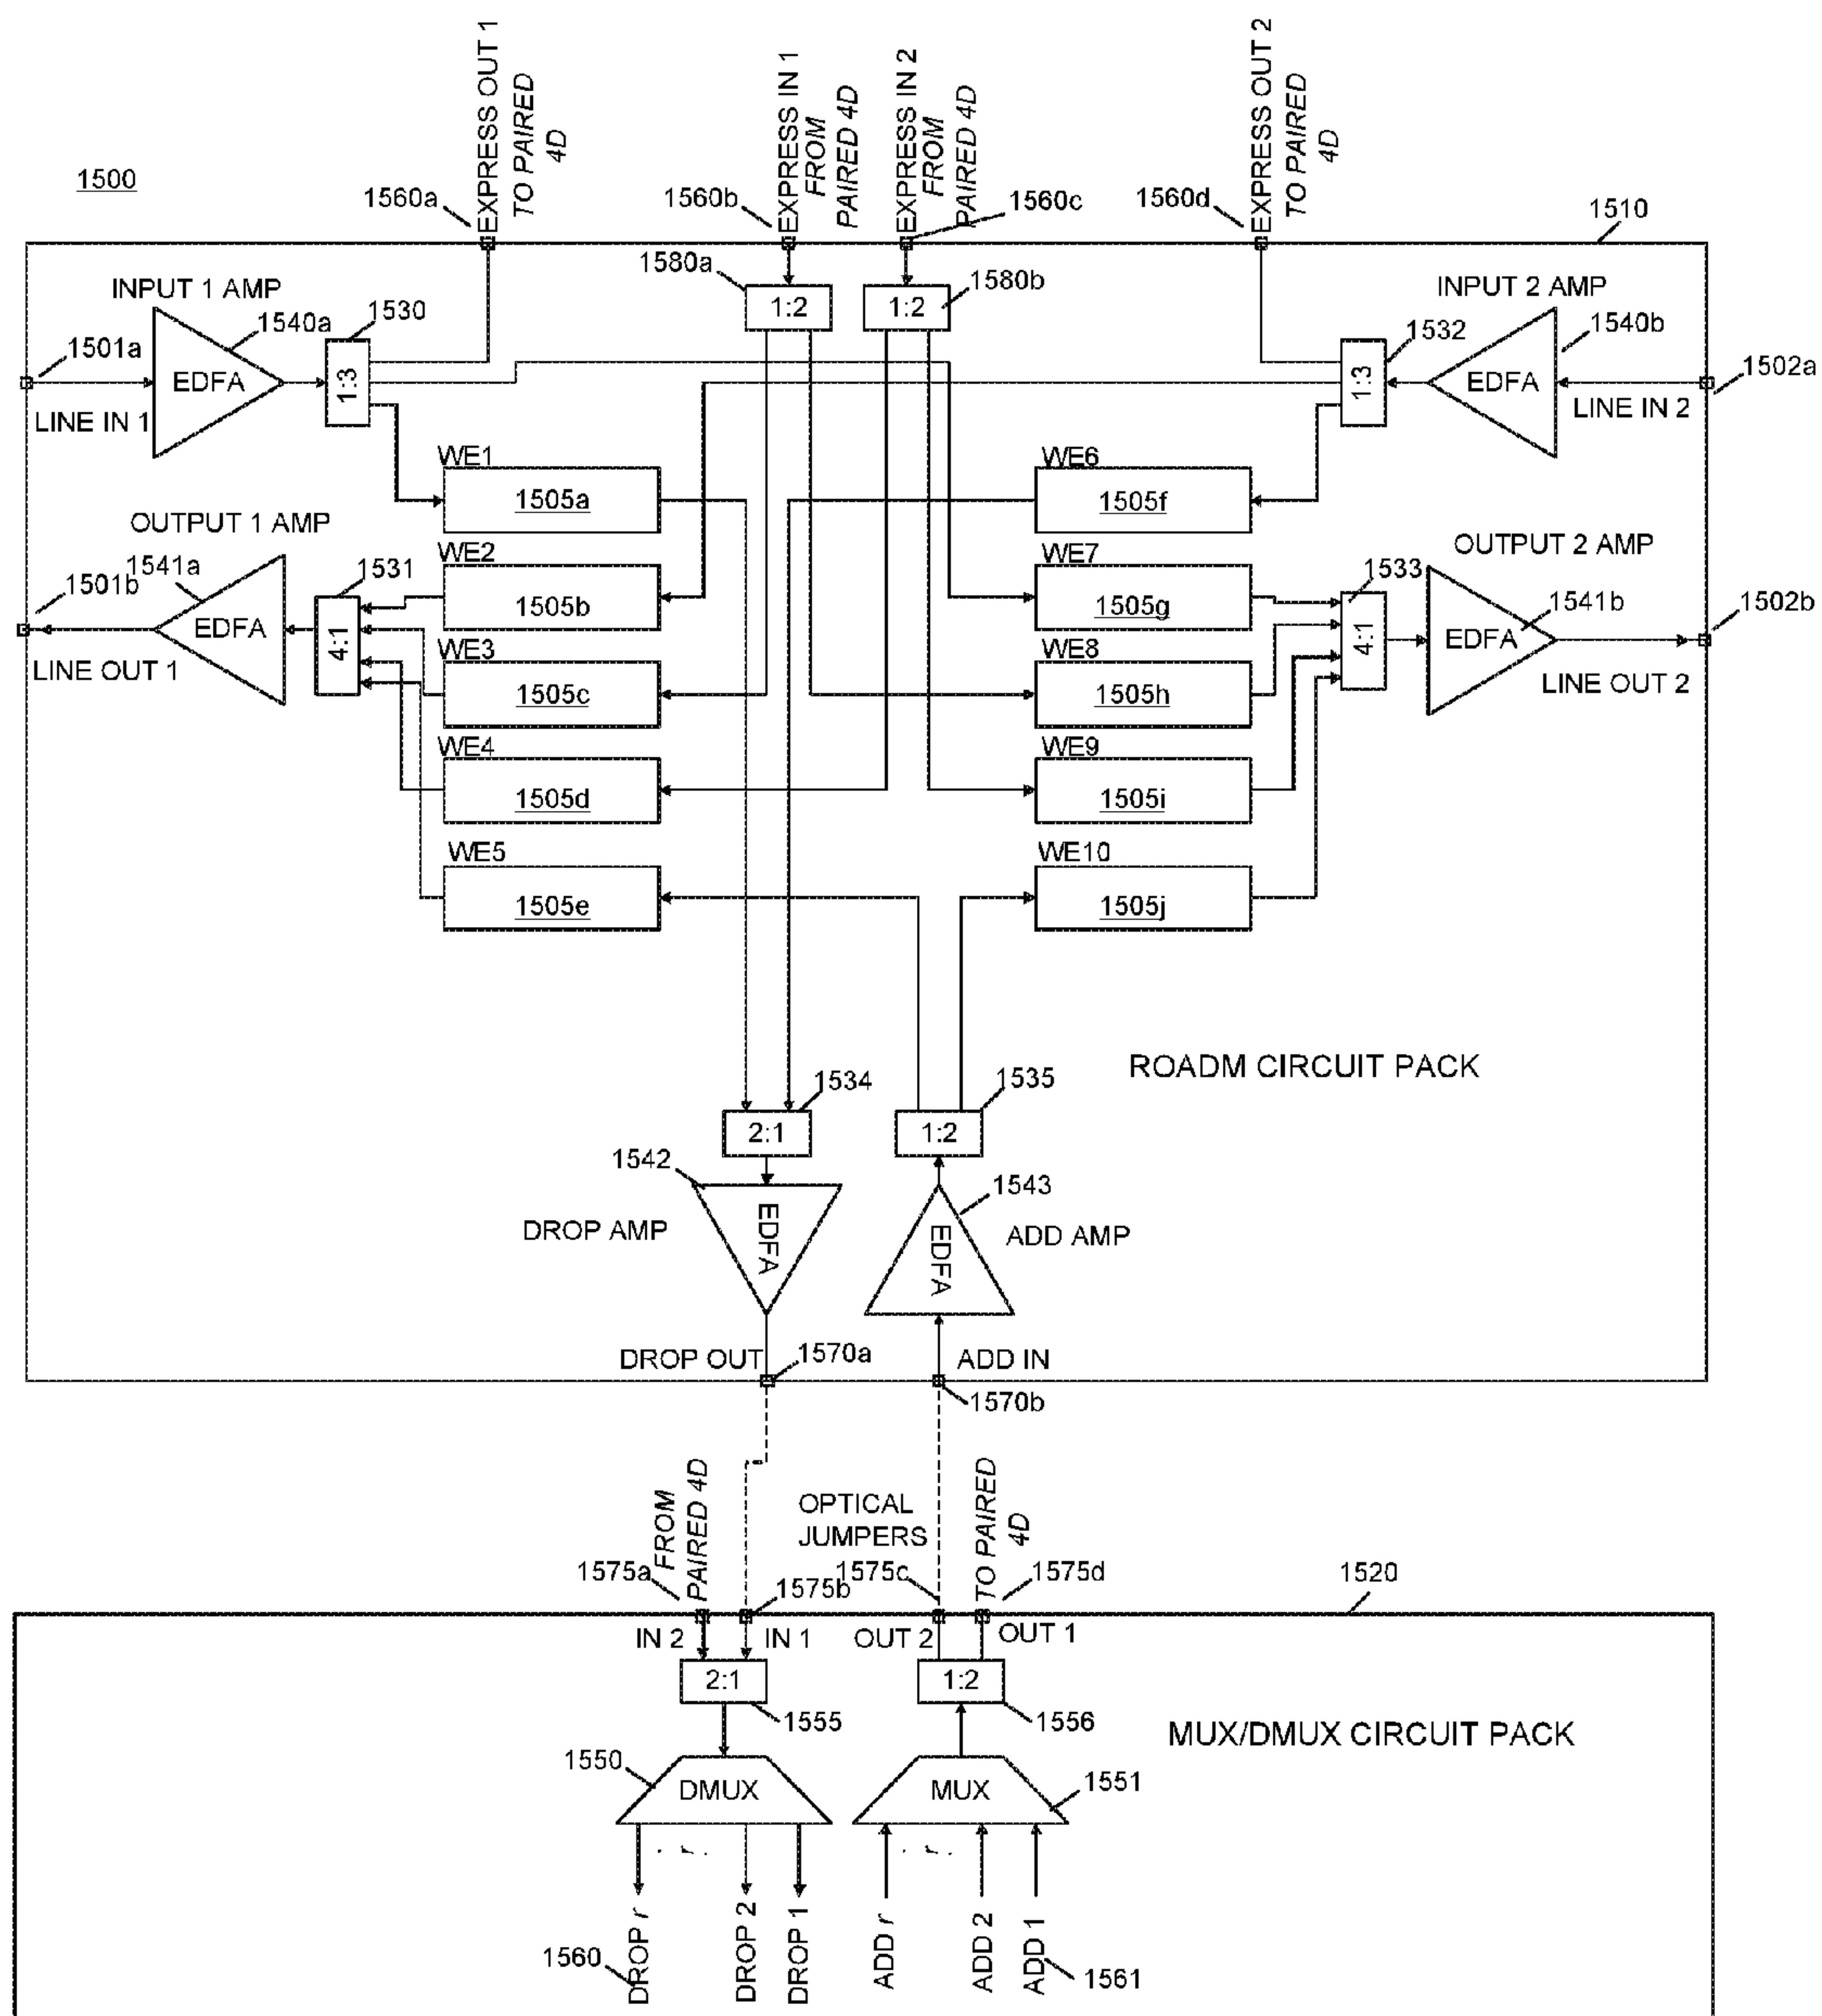 EXPRESS OUT 1
TO PAIRED
4D
EXPRESS IN 1
FROM
PAIRED 4D
EXPRESS IN 2
FROM
PAIRED 4D
EXPRESS OUT 2
TO PAIRED
4D
1500
1560a
1560b
1560c
1560d
1510
1580a
1580b
1:2
1:2
INPUT 1 AMP
1540a
1530
1501a
EDFA
1:3
LINE IN 1
INPUT 2 AMP
1540b
1532
1:3
EDFA
1502a
LINE IN 2
WE1
1505a
WE6
1505f
OUTPUT 1 AMP
1541a
1501b
1531
EDFA
4:1
LINE OUT 1
WE2
1505b
WE7
1505g
OUTPUT 2 AMP
1533
1541b
1502b
4:1
EDFA
LINE OUT 2
WE3
1505c
WE8
1505h
WE4
1505d
WE9
1505i
WE5
1505e
WE10
1505j
ROADM CIRCUIT PACK
1534
2:1
1535
1:2
1542
DROP AMP
EDFA
1543
ADD AMP
EDFA
DROP OUT
1570a
ADD IN
1570b
FROM
PAIRED 4D
OPTICAL
JUMPERS
TO PAIRED
4D
1575a
1575b
1575c
1575d
1520
IN 2
IN 1
OUT 2
OUT 1
2:1
1:2
1555
1556
MUX/DMUX CIRCUIT PACK
1550
DMUX
MUX
1551
r
r
DROP r
DROP 2
DROP 1
ADD r
ADD 2
ADD 1
1560
1561